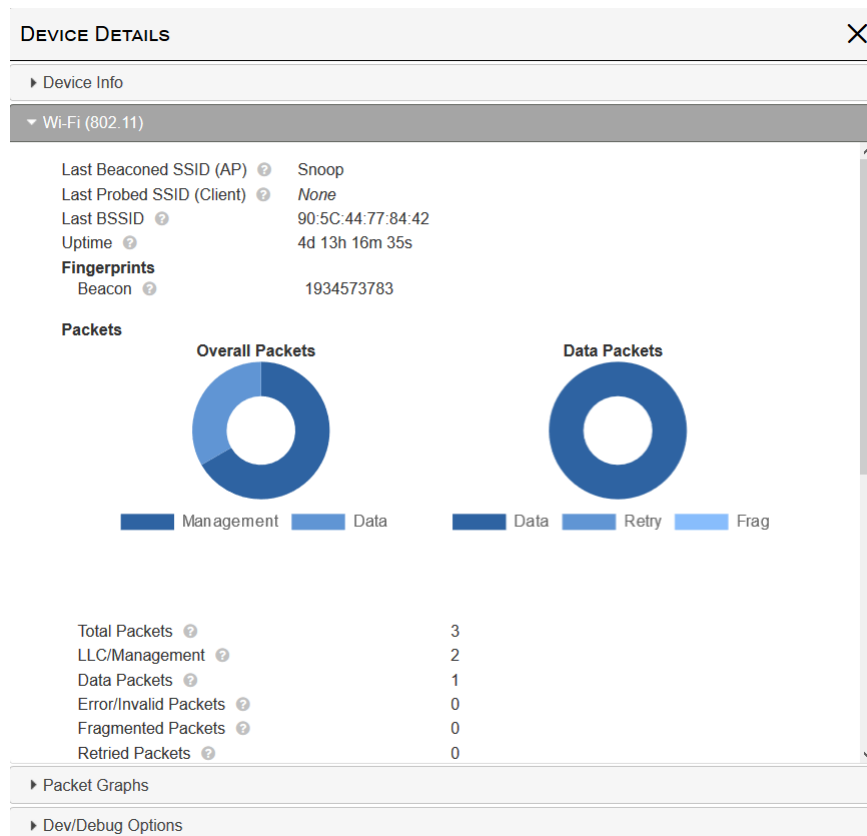 DEVICE DETAILS
Device Info
Wi-Fi (802.11)
Last Beaconed SSID (AP) ? Snoop
Last Probed SSID (Client) ? None
Last BSSID ? 90:5C:44:77:84:42
Uptime ? 4d 13h 16m 35s
Fingerprints
Beacon ? 1934573783
Packets
Overall Packets Data Packets
Management Data Data Retry Frag
Total Packets ? 3
LLC/Management ? 2
Data Packets ? 1
Error/Invalid Packets ? 0
Fragmented Packets ? 0
Retried Packets ? 0
Packet Graphs
Dev/Debug Options